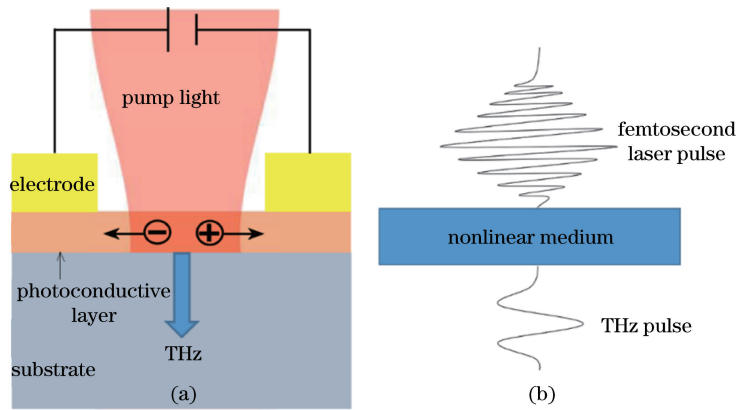 pump light
electrode
−
+
photoconductive
layer
THz
substrate
(a)
femtosecond
laser pulse
nonlinear medium
THz pulse
(b)